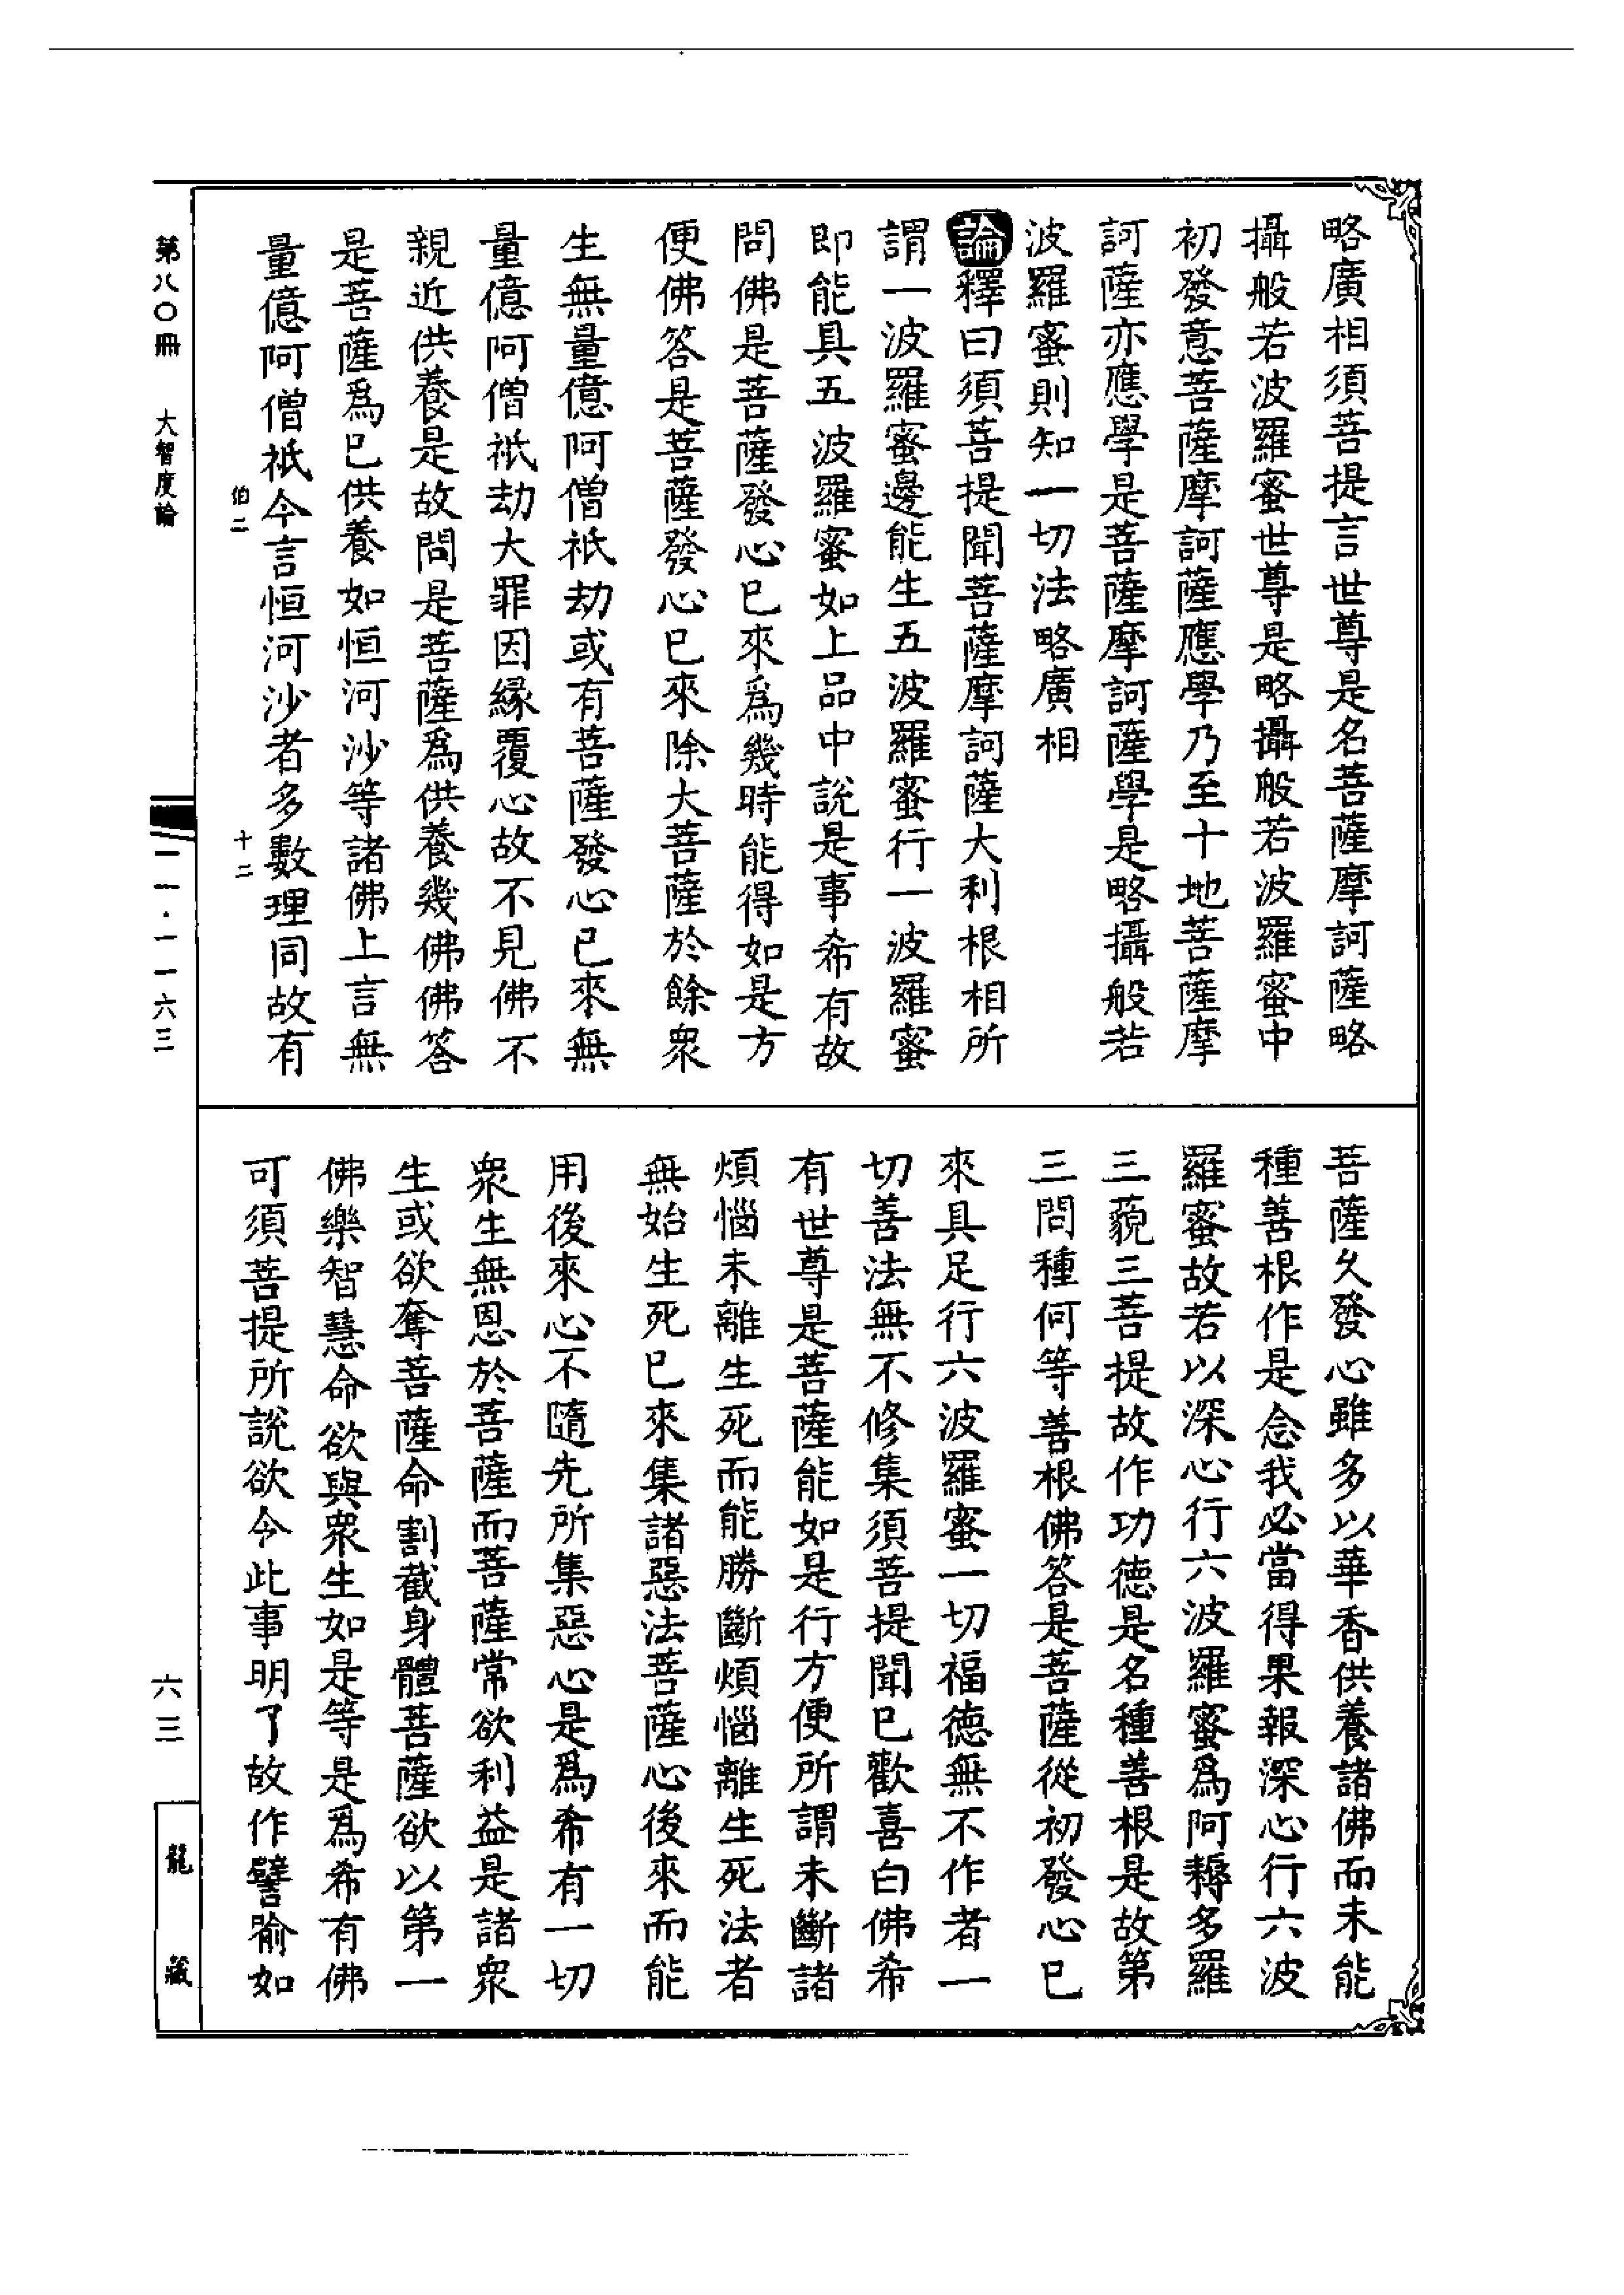 略廣相須菩提言世尊是名菩薩摩訶薩略
攝般若波羅蜜世尊是略攝般若波羅蜜中
初發意菩薩摩訶薩應學乃至十地菩薩摩
訶薩亦應學是菩薩摩訶薩學是略攝般若
波羅蜜則知一切法略廣相
論釋曰須菩提聞菩薩摩訶薩大利根相所
謂一波羅蜜邊能生五波羅蜜行一波羅蜜
即能具五波羅蜜如上品中說是事希有故
問佛是菩薩發心已來爲幾時能得如是方
便佛答是菩薩發心已來除大菩薩於餘衆
生無量億阿僧祇劫或有菩薩發心已來無
量億阿僧祇劫大罪因緣覆心故不見佛不
親近供養是故問是菩薩爲供養幾佛佛答
是菩薩爲已供養如恒河沙等諸佛上言無
量億阿僧祇今言恒河沙者多數理同故有
菩薩久發心雖多以華香供養諸佛而未能
種善根作是念我必當得果報深心行六波
羅蜜故若以深心行六波羅蜜爲阿耨多羅
三藐三菩提故作功德是名種善根是故第
三問種何等善根佛答是菩薩從初發心已
來具足行六波羅蜜一切福德無不作者一
切善法無不修集須菩提聞已歡喜白佛希
有世尊是菩薩能如是行方便所謂未斷諸
煩惱未離生死而能勝斷煩惱離生死法者
無始生死已來集諸惡法菩薩心後來而能
用後來心不隨先所集惡心是爲希有一切
衆生無恩於菩薩而菩薩常欲利益是諸衆
生或欲奪菩薩命割截身體菩薩欲以第一
佛樂智慧命欲與衆生如是等是爲希有佛
可須菩提所說欲令此事明了故作譬喻如
伯二
十二
第八〇冊 大智度論
一一·一一六三
六三
龍藏